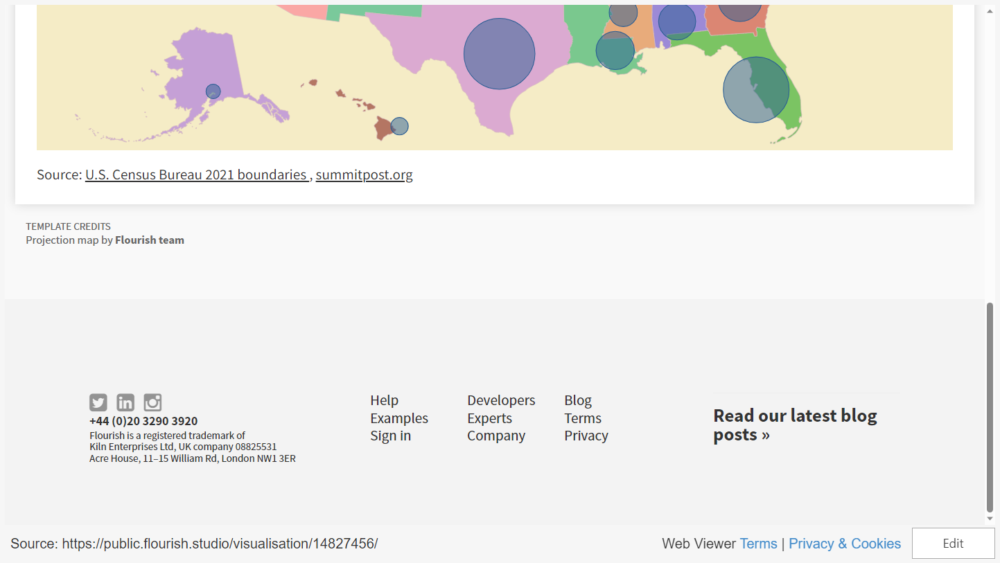 Source: U.S. Census Bureau 2021 boundaries , summitpost.org
TEMPLATE CREDITS
Projection map by Flourish team
+44 (0)20 3290 3920
Flourish is a registered trademark of
Kiln Enterprises Ltd, UK company 08825531
Acre House, 11–15 William Rd, London NW1 3ER
Help
Examples
Sign in
Developers
Experts
Company
Blog
Terms
Privacy
Read our latest blog
posts »
Source: https://public.flourish.studio/visualisation/14827456/
Web Viewer Terms | Privacy & Cookies
Edit